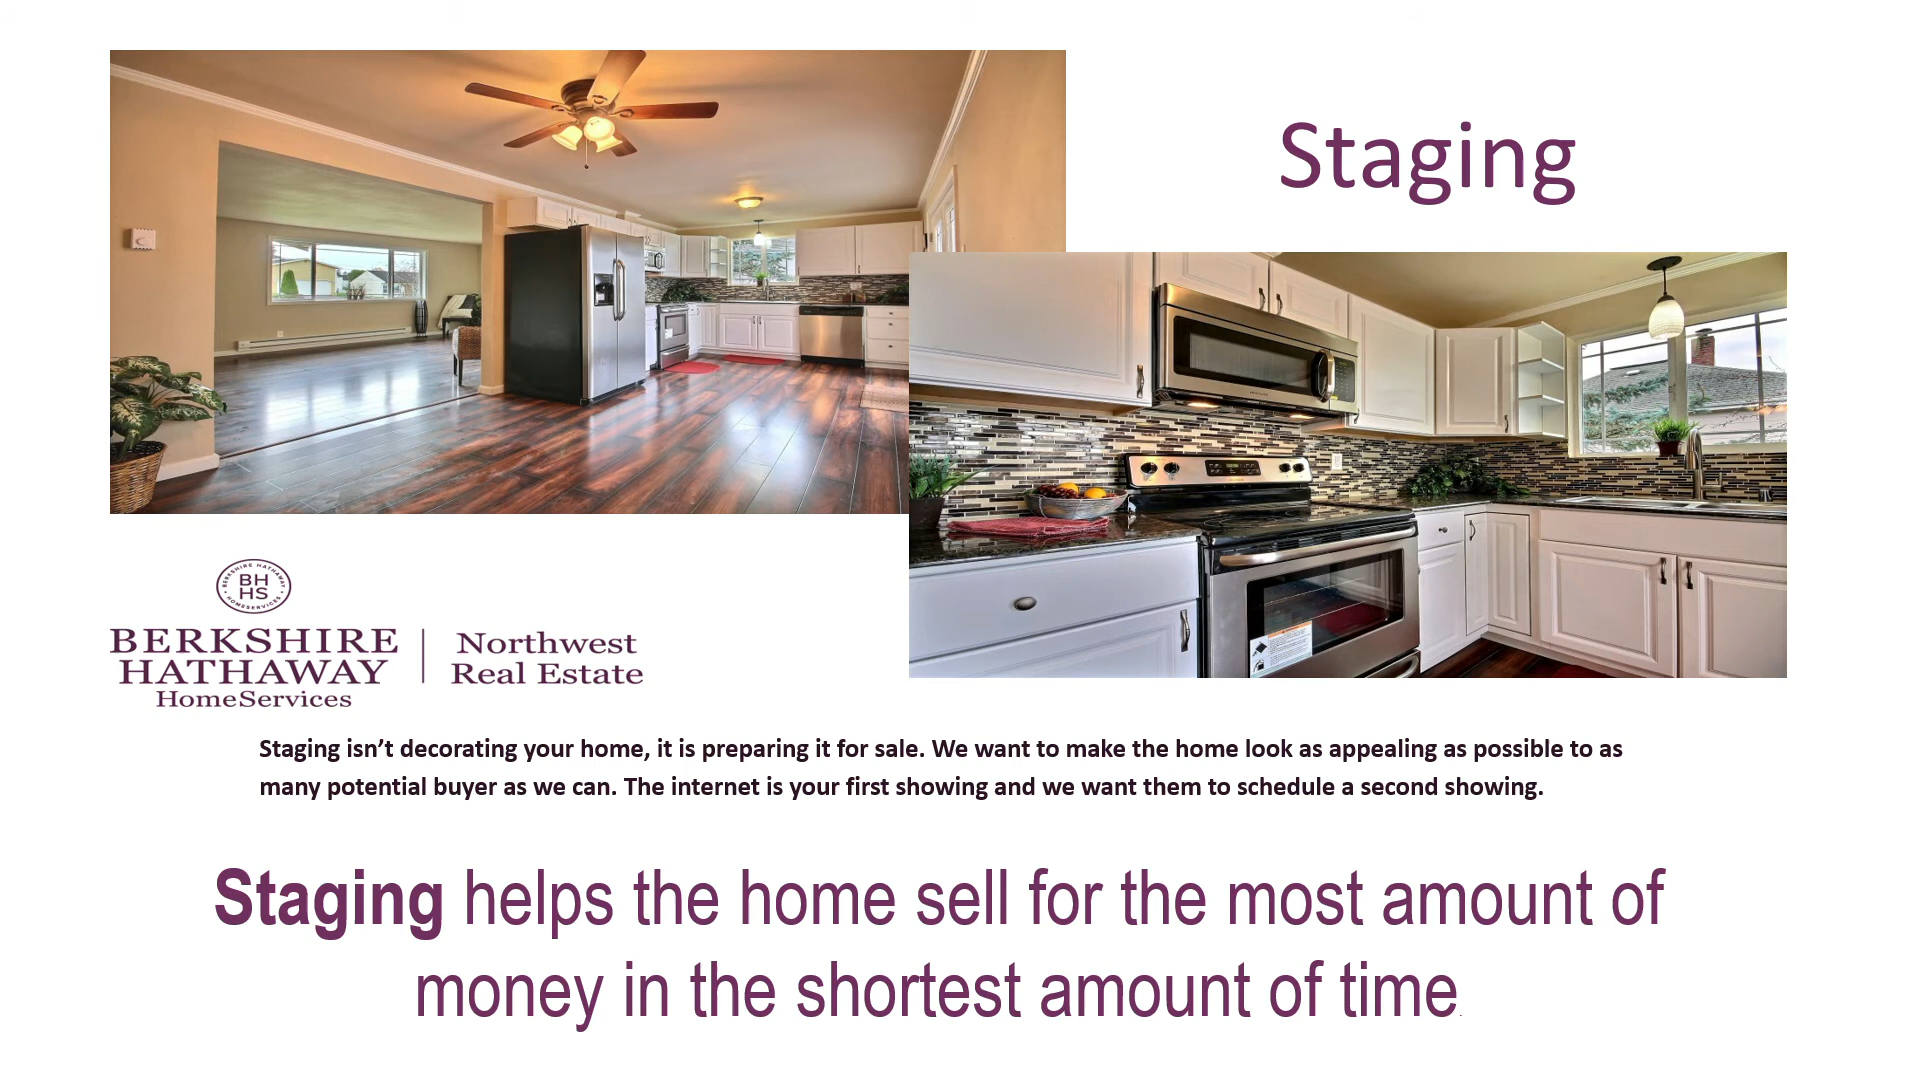 Staging
BERKSHIRE HATHAWAY
BH
HS
HOMESERVICES
BERKSHIRE
HATHAWAY
HomeServices
Northwest
Real Estate
Staging isn’t decorating your home, it is preparing it for sale. We want to make the home look as appealing as possible to as
many potential buyer as we can. The internet is your first showing and we want them to schedule a second showing.
Staging helps the home sell for the most amount of
money in the shortest amount of time.